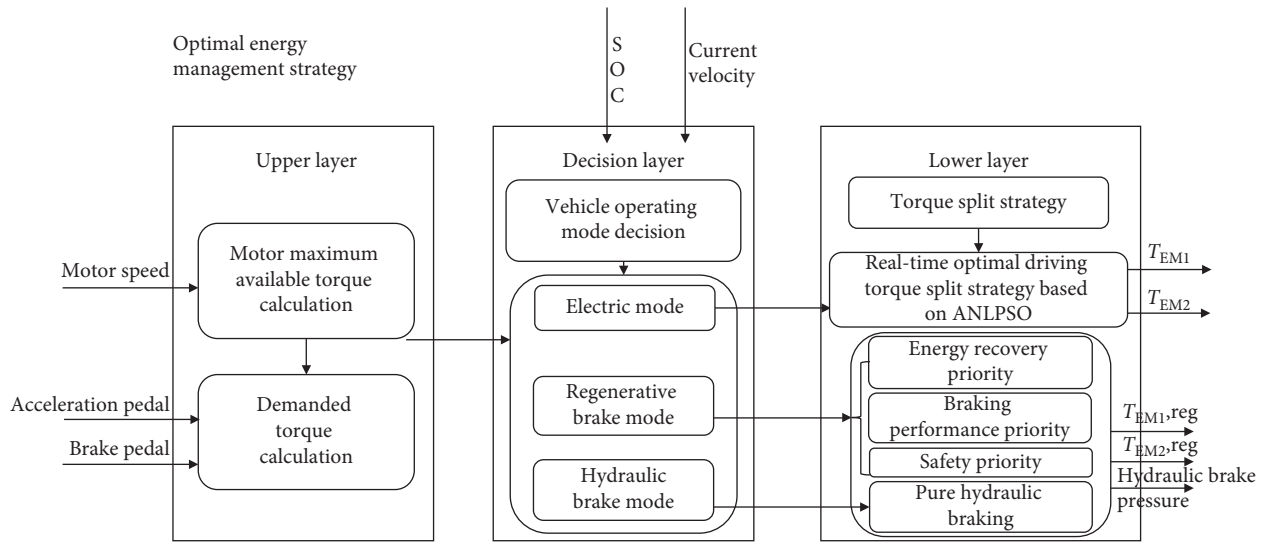 Optimal energy
management strategy
S
O
C
Current
velocity
Upper layer
Motor speed
Motor maximum
available torque
calculation
Acceleration pedal
Brake pedal
Demanded
torque
calculation
Decision layer
Vehicle operating
mode decision
Electric mode
Regenerative
brake mode
Hydraulic
brake mode
Lower layer
Torque split strategy
Real-time optimal driving
torque split strategy based
on ANLPSO
Energy recovery
priority
Braking
performance priority
Safety priority
Pure hydraulic
braking
T_EM1
T_EM2
T_EM1,reg
T_EM2,reg
Hydraulic brake
pressure